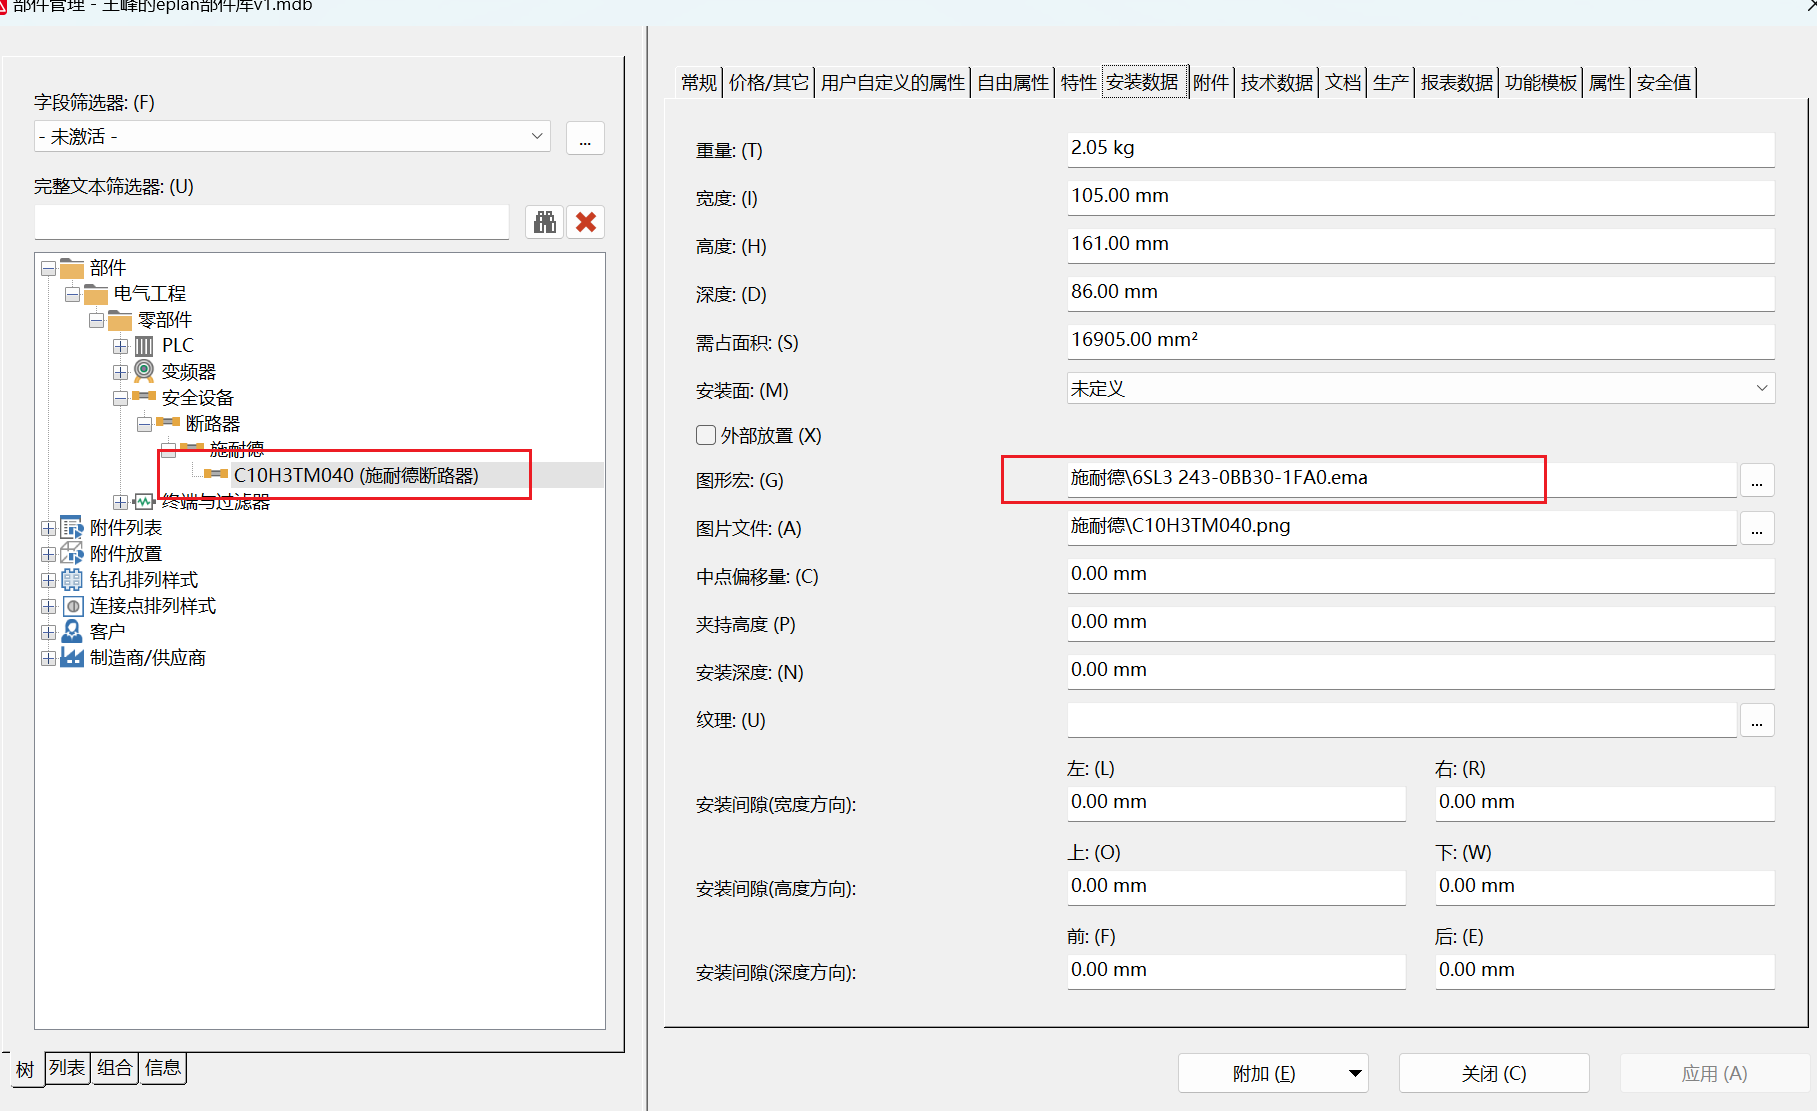 部件管理 - 王峰的eplan部件库v1.mdb
字段筛选器: (F)
- 未激活 -
...
完整文本筛选器: (U)
部件
电气工程
零部件
PLC
变频器
安全设备
断路器
施耐德
C10H3TM040 (施耐德断路器)
终端与过滤器
附件列表
附件放置
钻孔排列样式
连接点排列样式
客户
制造商/供应商
树 列表 组合 信息
常规 价格/其它 用户自定义的属性 自由属性 特性 安装数据 附件 技术数据 文档 生产 报表数据 功能模板 属性 安全值
重量: (T) 2.05 kg
宽度: (I) 105.00 mm
高度: (H) 161.00 mm
深度: (D) 86.00 mm
需占面积: (S) 16905.00 mm²
安装面: (M) 未定义
外部放置 (X)
图形宏: (G) 施耐德\6SL3 243-0BB30-1FA0.ema ...
图片文件: (A) 施耐德\C10H3TM040.png ...
中点偏移量: (C) 0.00 mm
夹持高度 (P) 0.00 mm
安装深度: (N) 0.00 mm
纹理: (U) ...
左: (L) 右: (R)
安装间隙(宽度方向): 0.00 mm 0.00 mm
上: (O) 下: (W)
安装间隙(高度方向): 0.00 mm 0.00 mm
前: (F) 后: (E)
安装间隙(深度方向): 0.00 mm 0.00 mm
附加 (E) 关闭 (C) 应用 (A)